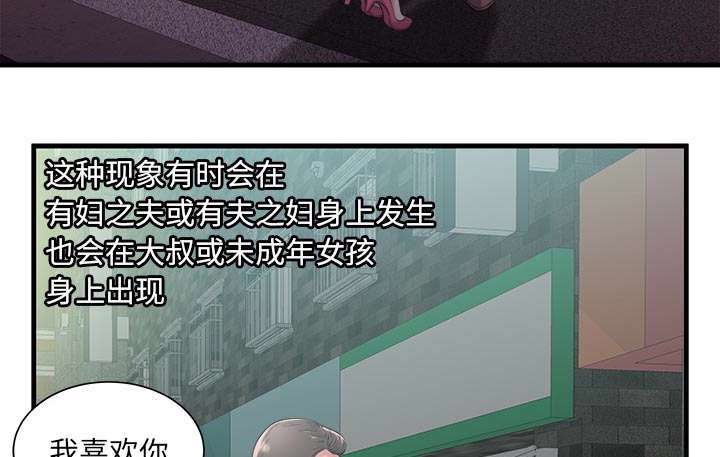 这种现象有时会在
有妇之夫或有夫之妇身上发生
也会在大叔或未成年女孩
身上出现
我喜欢你